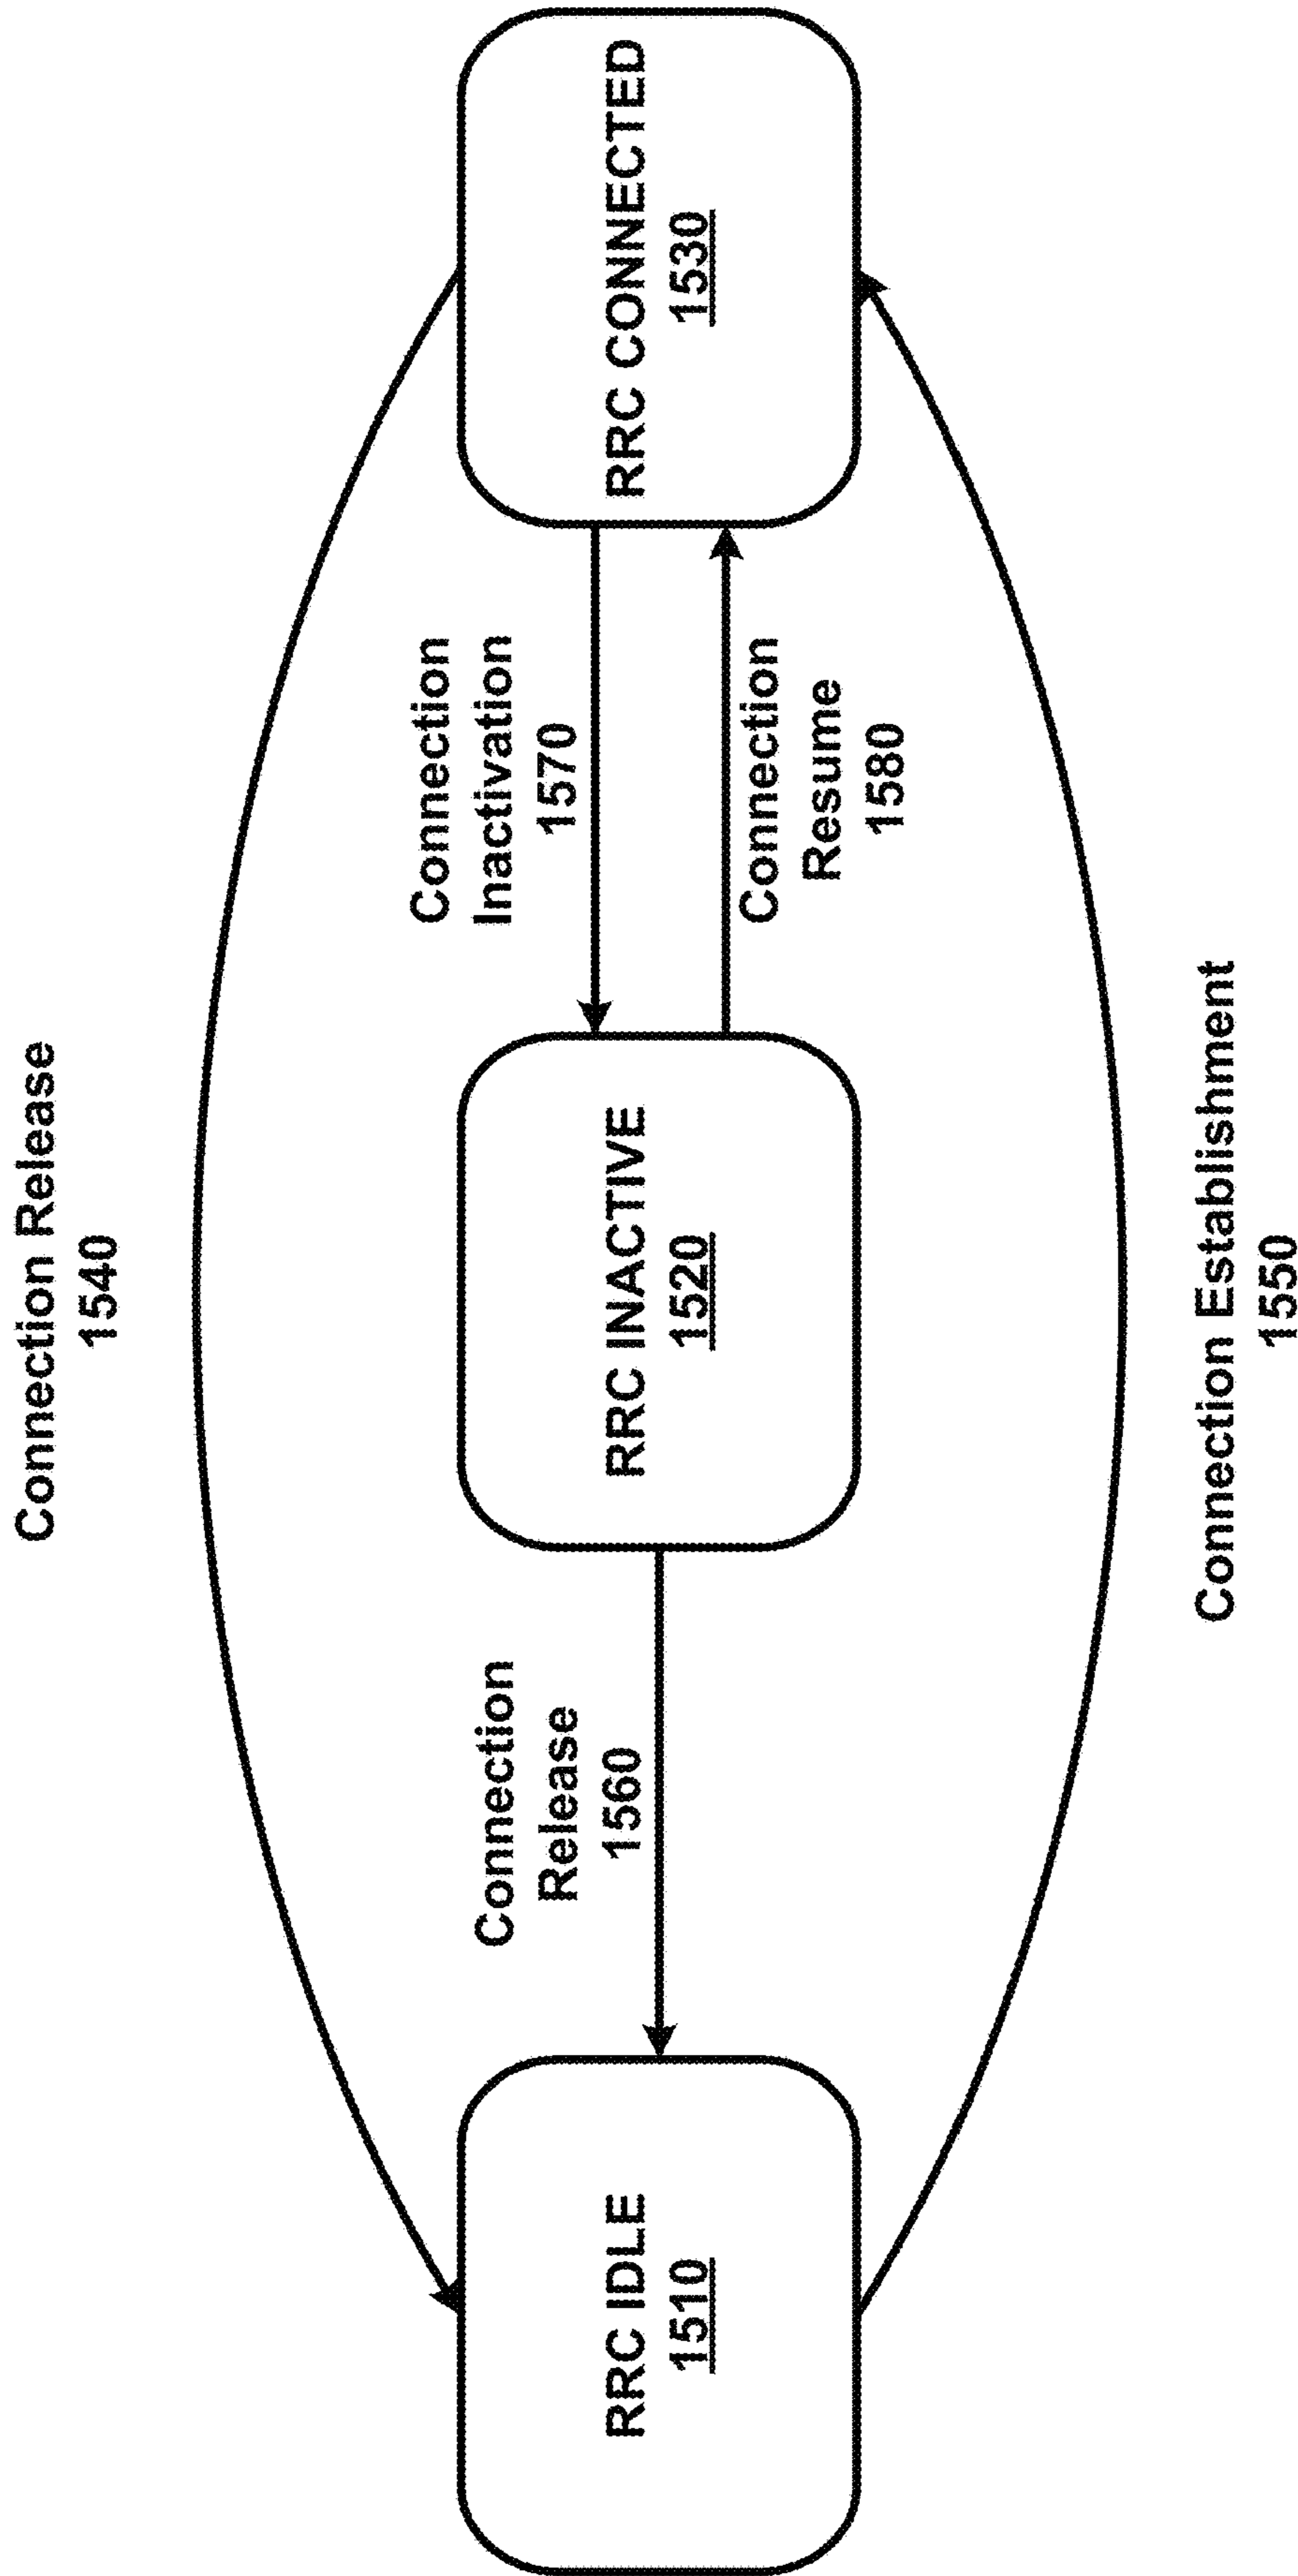 Connection Release
1540
RRC IDLE
1510
Connection
Release
1560
RRC INACTIVE
1520
Connection
Inactivation
1570
Connection
Resume
1580
RRC CONNECTED
1530
Connection Establishment
1550